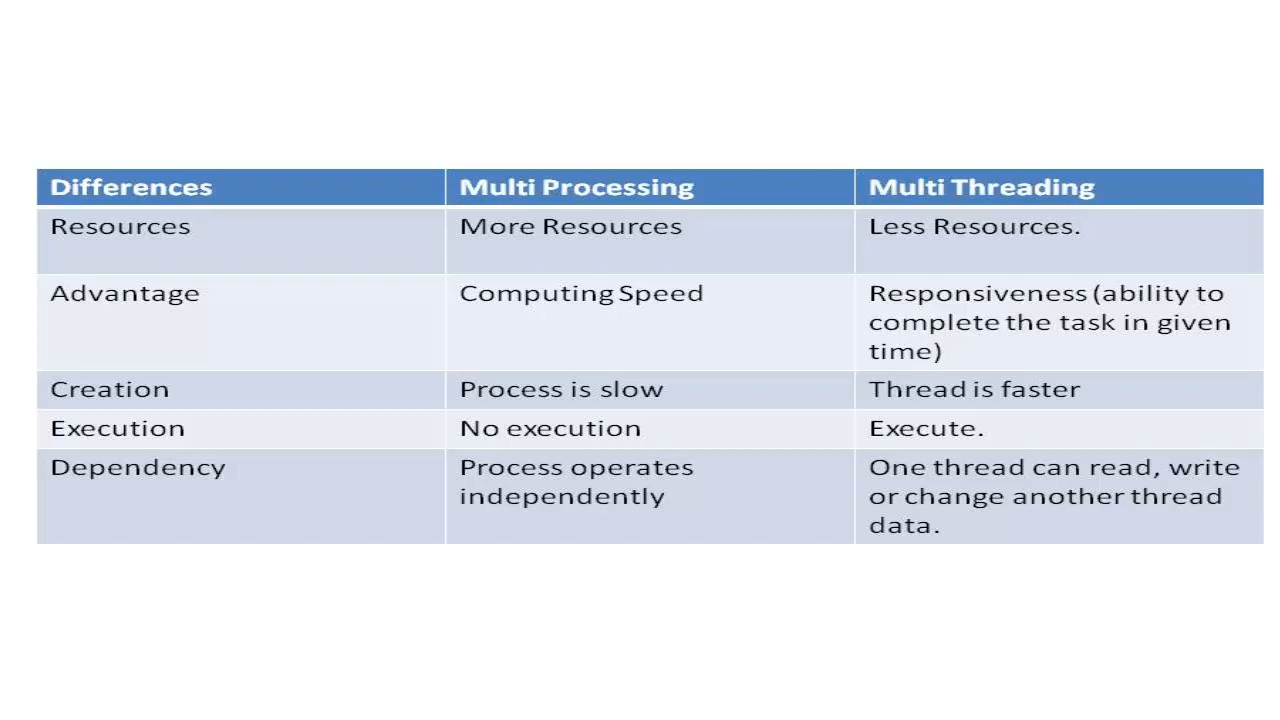 Differences Multi Processing Multi Threading
Resources More Resources Less Resources.
Advantage Computing Speed Responsiveness (ability to
complete the task in given
time)
Creation Process is slow Thread is faster
Execution No execution Execute.
Dependency Process operates One thread can read, write
independently or change another thread
data.